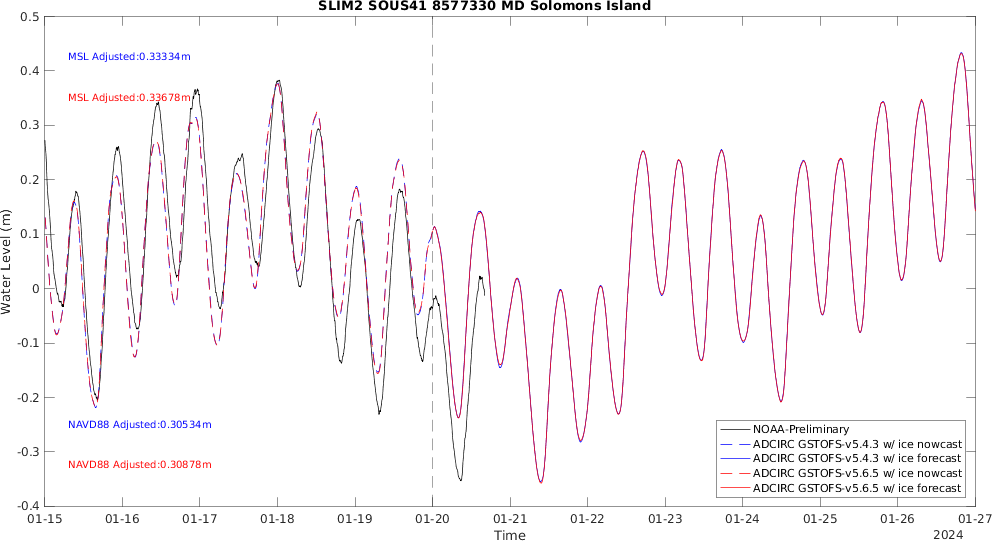 SLIM2 SOUS41 8577330 MD Solomons Island
Water Level (m)
0.5
0.4
0.3
0.2
0.1
0
-0.1
-0.2
-0.3
-0.4
MSL Adjusted:0.33334m
MSL Adjusted:0.33678m
NAVD88 Adjusted:0.30534m
NAVD88 Adjusted:0.30878m
NOAA-Preliminary
ADCIRC GSTOFS-v5.4.3 w/ ice nowcast
ADCIRC GSTOFS-v5.4.3 w/ ice forecast
ADCIRC GSTOFS-v5.6.5 w/ ice nowcast
ADCIRC GSTOFS-v5.6.5 w/ ice forecast
01-15 01-16 01-17 01-18 01-19 01-20 01-21 01-22 01-23 01-24 01-25 01-26 01-27
Time
2024